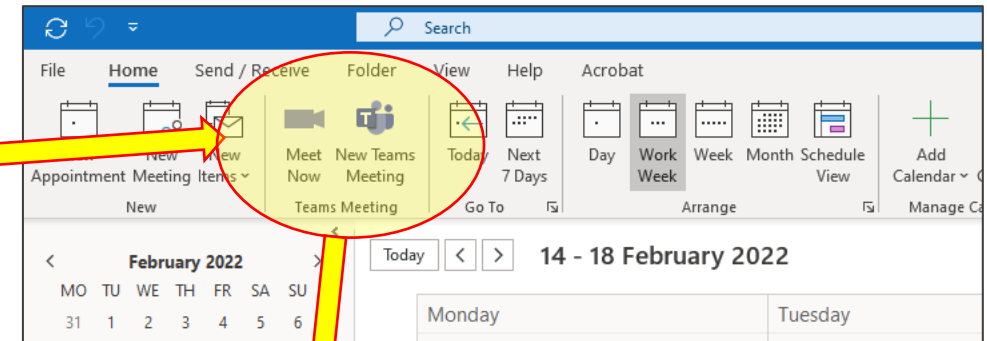 Search
File Home Send / Receive Folder View Help Acrobat
New New Meet New Teams Today Next Day Work Week Month Schedule Add
Appointment Meeting Items Now Meeting 7 Days Week View Calendar
New Teams Meeting Go To Arrange Manage Ca
February 2022
Today 14 - 18 February 2022
MO TU WE TH FR SA SU
31 1 2 3 4 5 6
Monday Tuesday